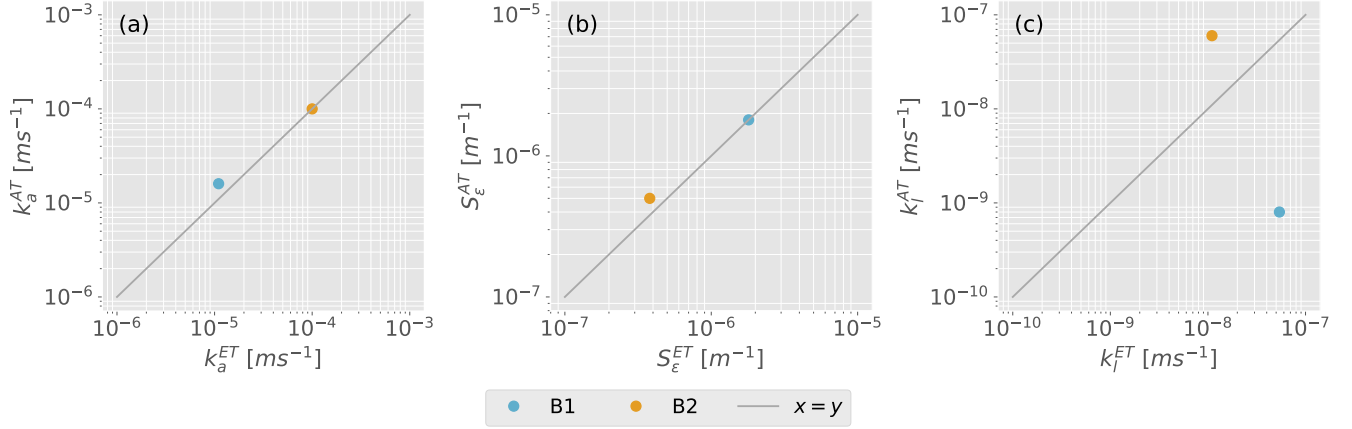 (a)
10⁻³
10⁻⁴
10⁻⁵
10⁻⁶
k_a^{AT} [ms⁻¹]
10⁻⁶ 10⁻⁵ 10⁻⁴ 10⁻³
k_a^{ET} [ms⁻¹]
(b)
10⁻⁵
10⁻⁶
10⁻⁷
S_ε^{AT} [m⁻¹]
10⁻⁷ 10⁻⁶ 10⁻⁵
S_ε^{ET} [m⁻¹]
(c)
10⁻⁷
10⁻⁸
10⁻⁹
10⁻¹⁰
k_l^{AT} [ms⁻¹]
10⁻¹⁰ 10⁻⁹ 10⁻⁸ 10⁻⁷
k_l^{ET} [ms⁻¹]
B1 B2 x = y